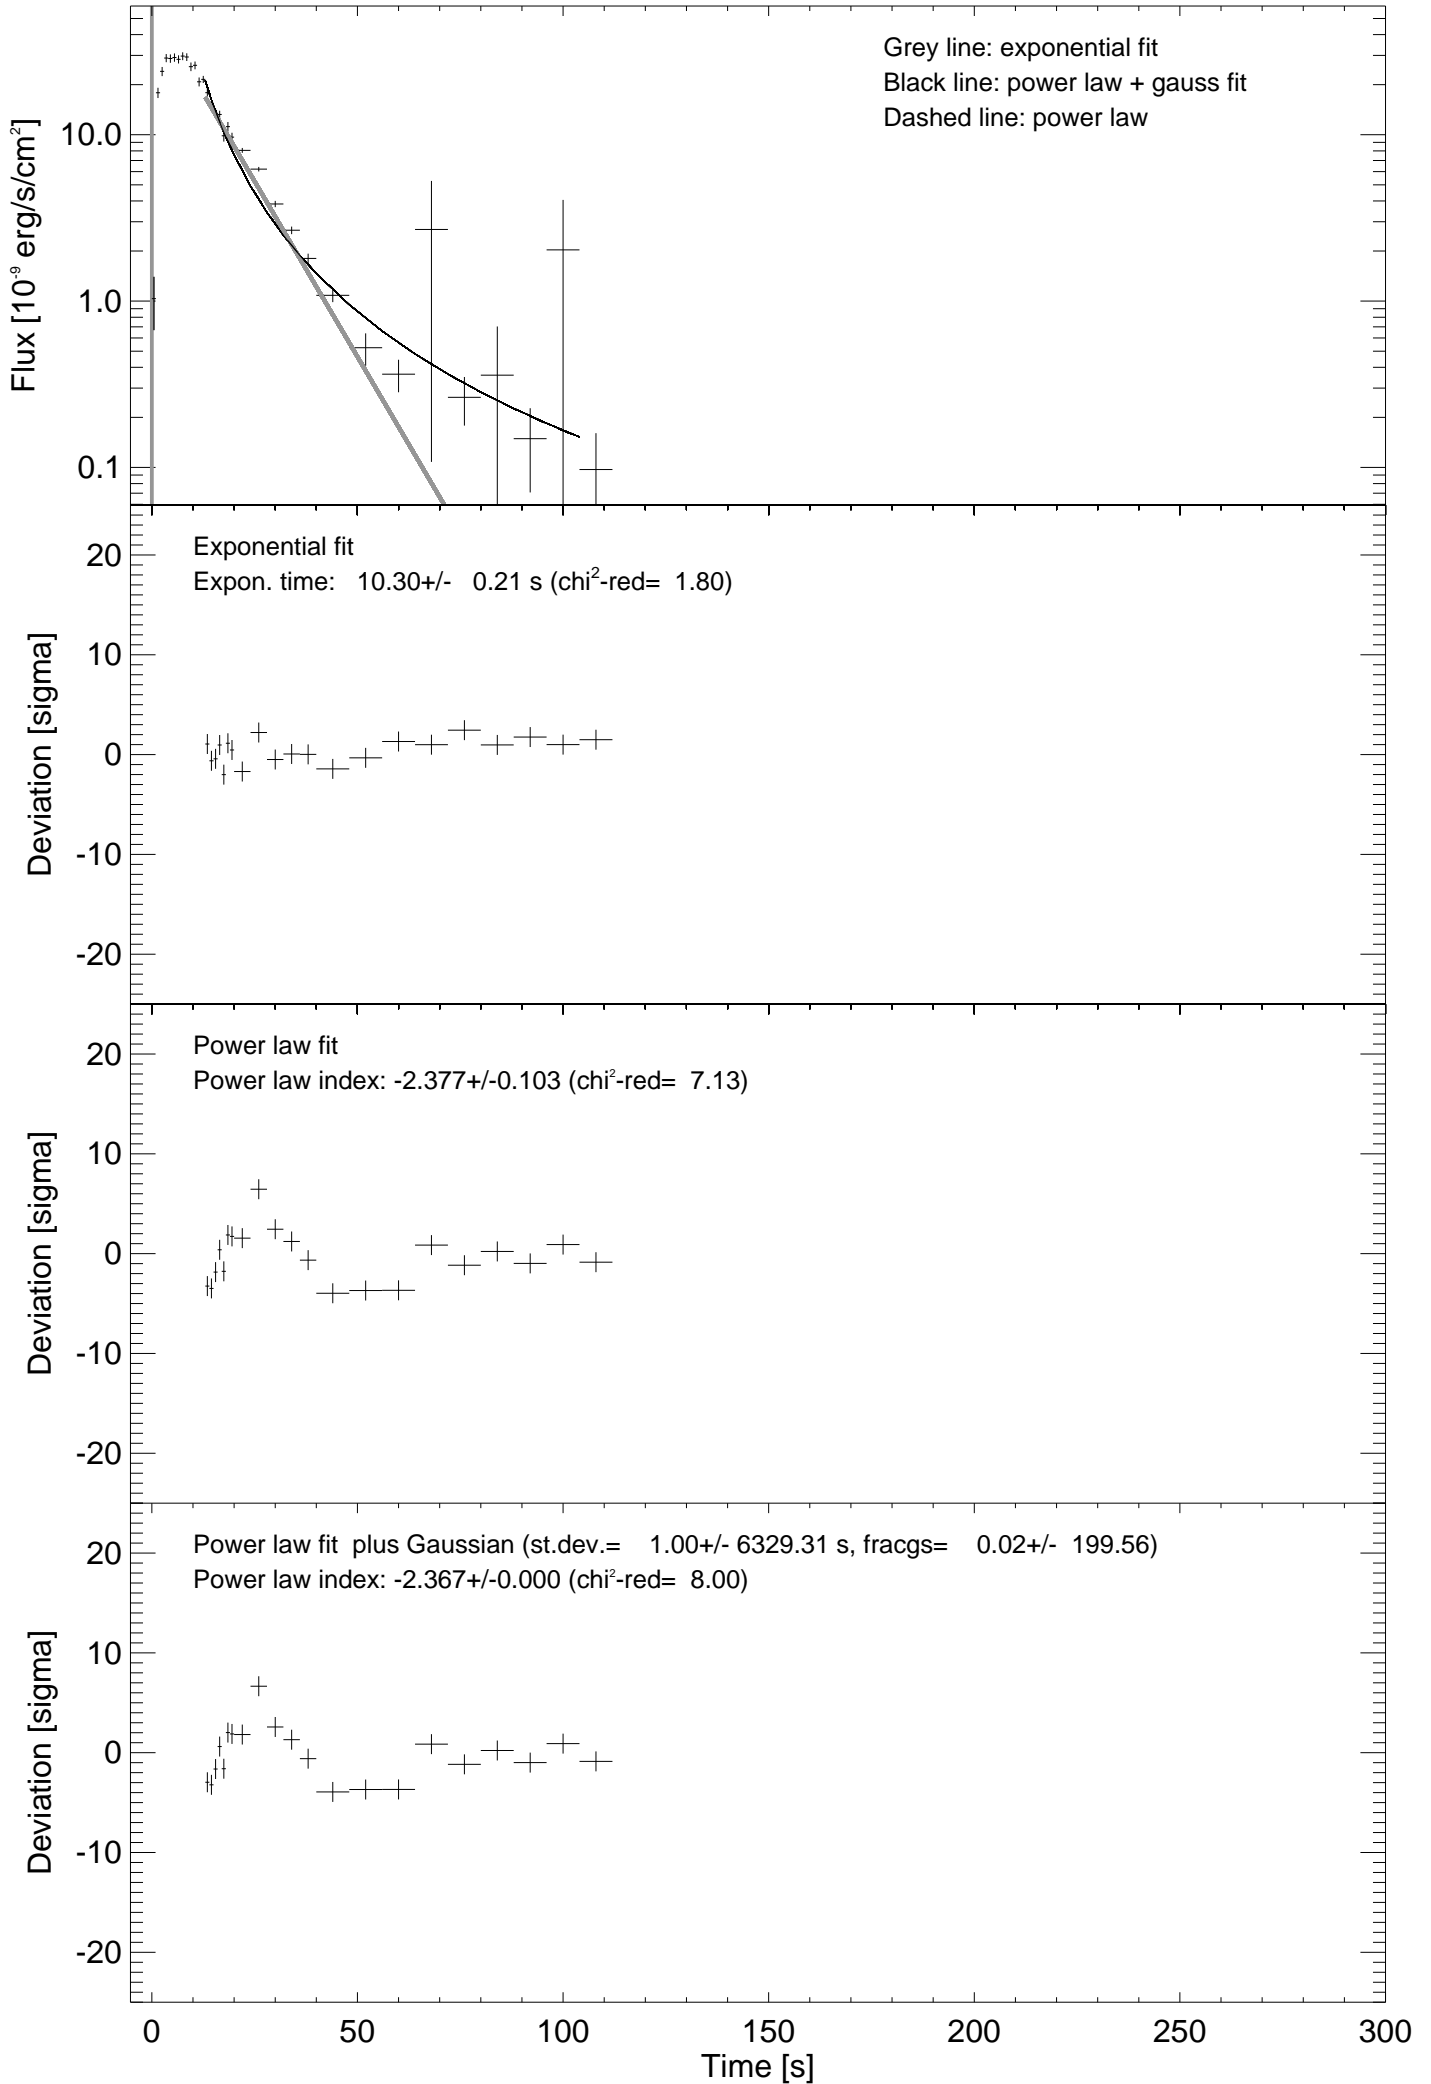 Grey line: exponential fit
Black line: power law + gauss fit
Dashed line: power law
10.0
1.0
0.1
Flux [10⁻⁹ erg/s/cm²]
Exponential fit
Expon. time: 10.30+/- 0.21 s (chi²-red= 1.80)
20
10
0
-10
-20
Deviation [sigma]
Power law fit
Power law index: -2.377+/-0.103 (chi²-red= 7.13)
20
10
0
-10
-20
Deviation [sigma]
Power law fit plus Gaussian (st.dev.= 1.00+/- 6329.31 s, fracgs= 0.02+/- 199.56)
Power law index: -2.367+/-0.000 (chi²-red= 8.00)
20
10
0
-10
-20
Deviation [sigma]
0 50 100 150 200 250 300
Time [s]